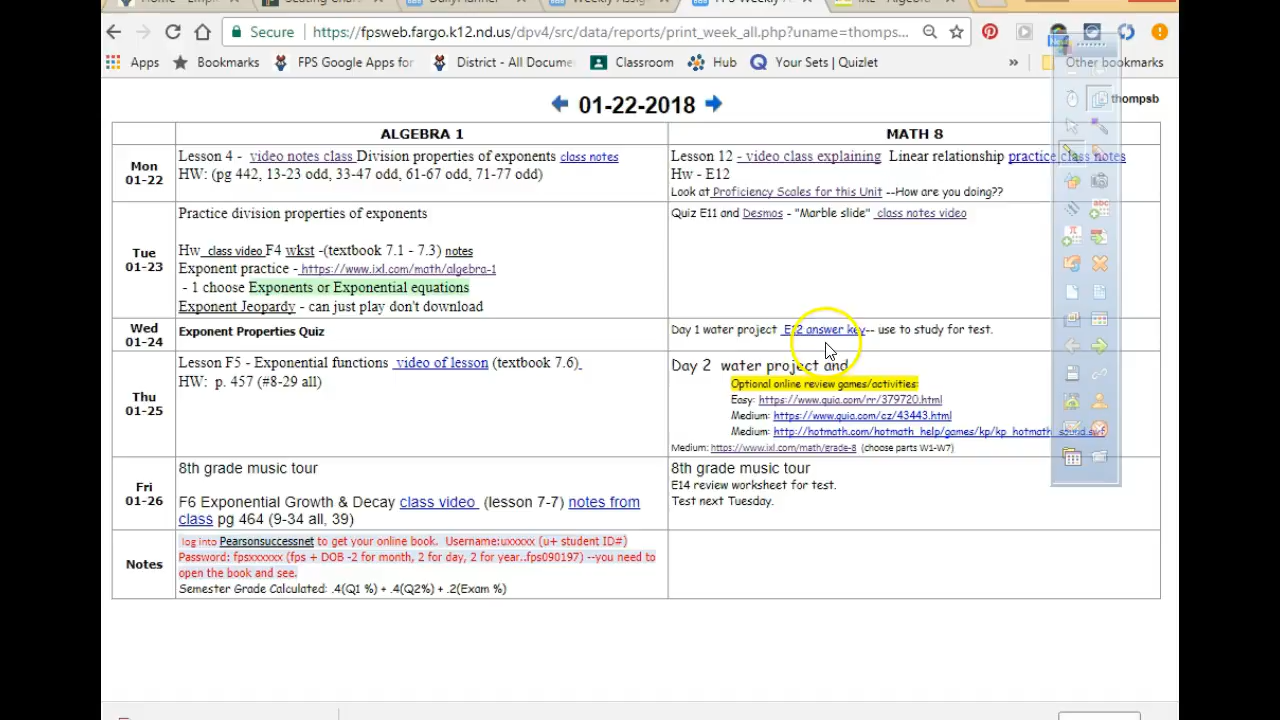 Secure
https://fpsweb.fargo.k12.nd.us/dpv4/src/data/reports/print_week_all.php?uname=thomps...
Apps
Bookmarks
FPS Google Apps for
District - All Docume
Classroom
Hub
Your Sets | Quizlet
»
Other bookmarks
01-22-2018
thompsb
ALGEBRA 1
MATH 8
Mon
01-22
Lesson 4 - video notes class Division properties of exponents class notes
HW: (pg 442, 13-23 odd, 33-47 odd, 61-67 odd, 71-77 odd)
Lesson 12 - video class explaining Linear relationship practice class notes
Hw - E12
Look at Proficiency Scales for this Unit --How are you doing??
Tue
01-23
Practice division properties of exponents
Hw class video F4 wkst -(textbook 7.1 - 7.3) notes
Exponent practice - https://www.ixl.com/math/algebra-1
- 1 choose Exponents or Exponential equations
Exponent Jeopardy - can just play don't download
Quiz E11 and Desmos - "Marble slide" class notes video
Wed
01-24
Exponent Properties Quiz
Day 1 water project E12 answer key-- use to study for test.
Thu
01-25
Lesson F5 - Exponential functions video of lesson (textbook 7.6)
HW: p. 457 (#8-29 all)
Day 2 water project and
Optional online review games/activities:
Easy: https://www.quia.com/rr/379720.html
Medium: https://www.quia.com/cz/43443.html
Medium: http://hotmath.com/hotmath_help/games/kp/kp_hotmath_sound.swf
Medium: https://www.ixl.com/math/grade-8 (choose parts W1-W7)
Fri
01-26
8th grade music tour
F6 Exponential Growth & Decay class video (lesson 7-7) notes from
class pg 464 (9-34 all, 39)
8th grade music tour
E14 review worksheet for test.
Test next Tuesday.
Notes
log into Pearsonsuccessnet to get your online book. Username:uxxxxx (u+ student ID#)
Password: fpsxxxxxx (fps + DOB -2 for month, 2 for day, 2 for year..fps090197) --you need to
open the book and see.
Semester Grade Calculated: .4(Q1 %) + .4(Q2%) + .2(Exam %)